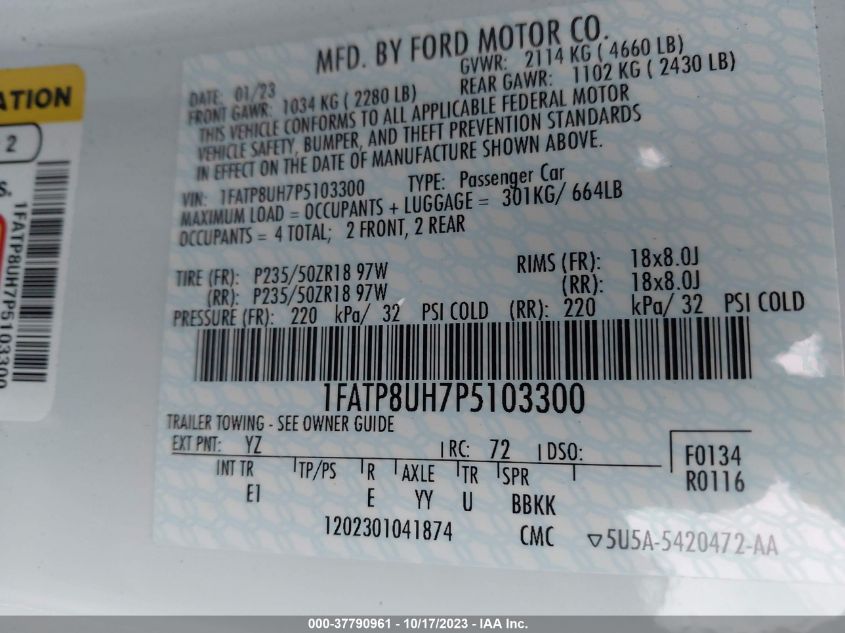 ATION
2
S.
1FATP8UH7P5103300
MFD. BY FORD MOTOR CO.
DATE: 01/23 GVWR: 2114 KG ( 4660 LB)
FRONT GAWR: 1034 KG ( 2280 LB) REAR GAWR: 1102 KG ( 2430 LB)
THIS VEHICLE CONFORMS TO ALL APPLICABLE FEDERAL MOTOR
VEHICLE SAFETY, BUMPER, AND THEFT PREVENTION STANDARDS
IN EFFECT ON THE DATE OF MANUFACTURE SHOWN ABOVE.
VIN: 1FATP8UH7P5103300 TYPE: Passenger Car
MAXIMUM LOAD = OCCUPANTS + LUGGAGE = 301KG/ 664LB
OCCUPANTS = 4 TOTAL; 2 FRONT, 2 REAR
TIRE (FR): P235/50ZR18 97W RIMS (FR): 18x8.0J
(RR): P235/50ZR18 97W (RR): 18x8.0J
PRESSURE (FR): 220 kPa/ 32 PSI COLD (RR): 220 kPa/ 32 PSI COLD
1FATP8UH7P5103300
TRAILER TOWING - SEE OWNER GUIDE
EXT PNT: YZ RC: 72 DSO: F0134
INT TR TP/PS R AXLE TR SPR R0116
E1 E YY U BBKK
1202301041874 CMC ▽5U5A-5420472-AA
000-37790961 - 10/17/2023 - IAA Inc.